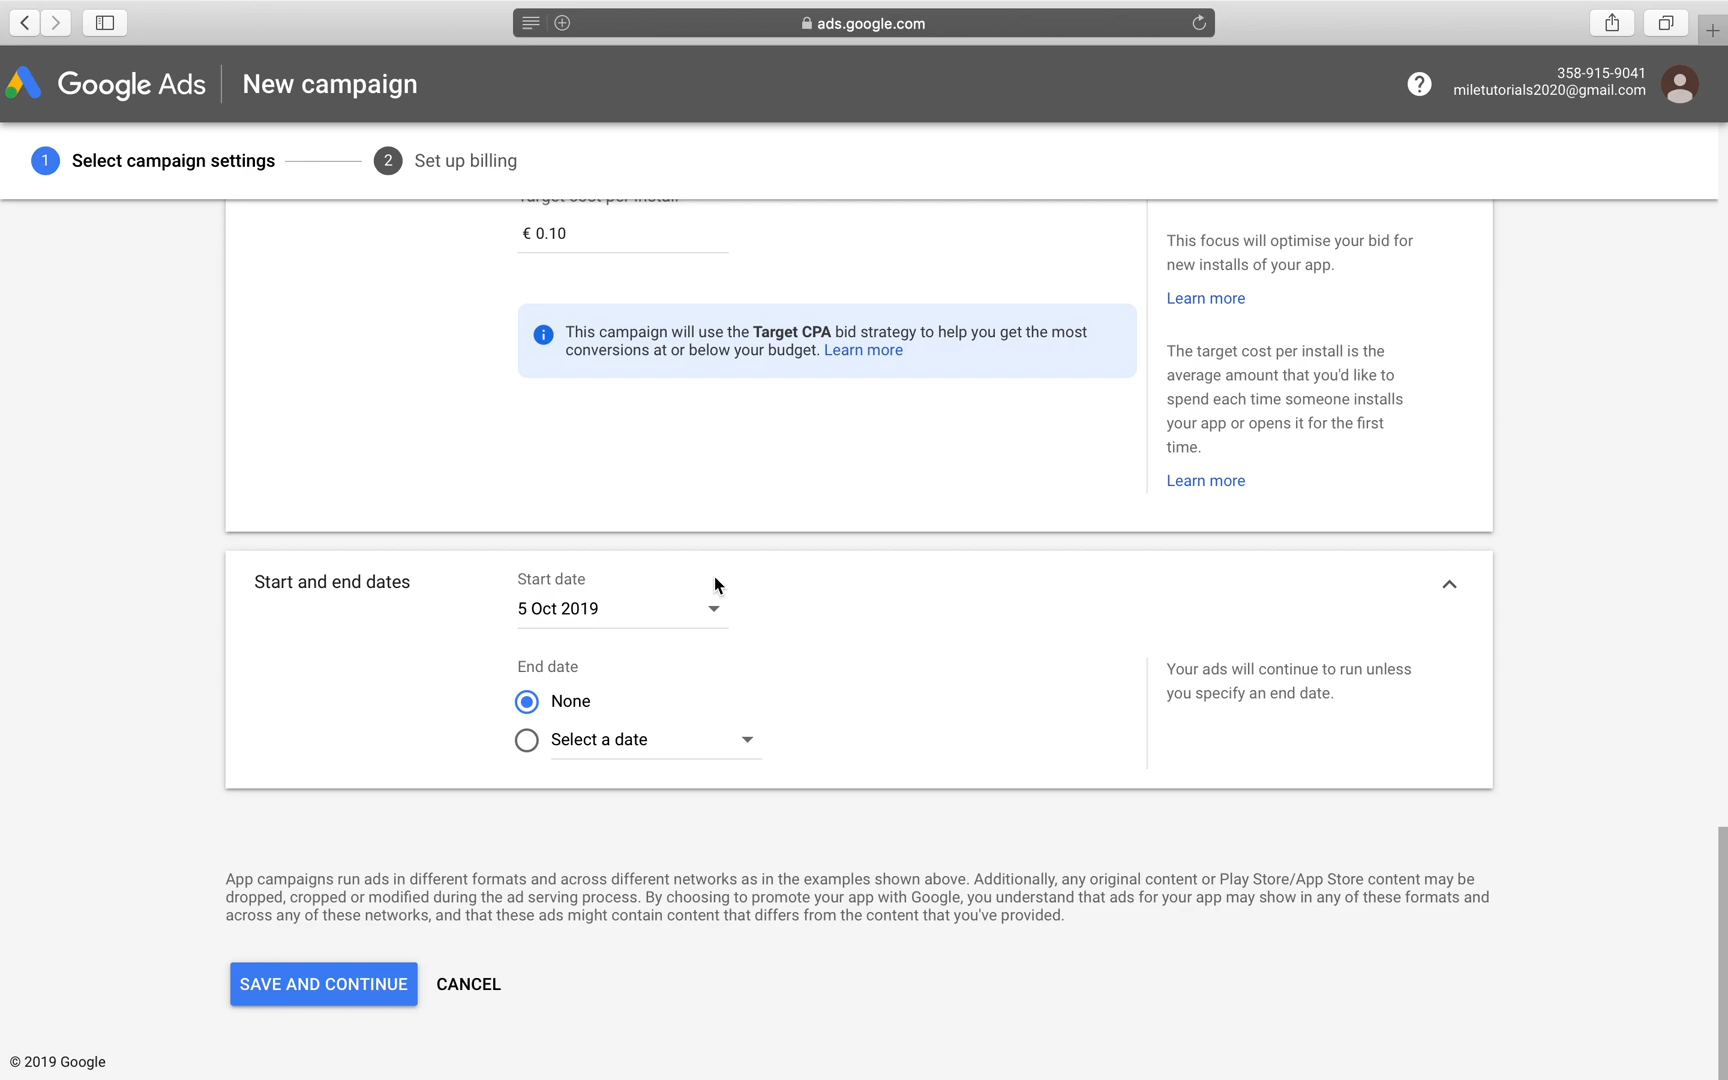 ads.google.com
Google Ads
New campaign
?
358-915-9041
miletutorials2020@gmail.com
1 Select campaign settings
2 Set up billing
Target cost per install
€ 0.10
This campaign will use the Target CPA bid strategy to help you get the most
conversions at or below your budget. Learn more
This focus will optimise your bid for
new installs of your app.
Learn more
The target cost per install is the
average amount that you'd like to
spend each time someone installs
your app or opens it for the first
time.
Learn more
Start and end dates
Start date
5 Oct 2019
End date
None
Select a date
Your ads will continue to run unless
you specify an end date.
App campaigns run ads in different formats and across different networks as in the examples shown above. Additionally, any original content or Play Store/App Store content may be
dropped, cropped or modified during the ad serving process. By choosing to promote your app with Google, you understand that ads for your app may show in any of these formats and
across any of these networks, and that these ads might contain content that differs from the content that you've provided.
SAVE AND CONTINUE
CANCEL
© 2019 Google